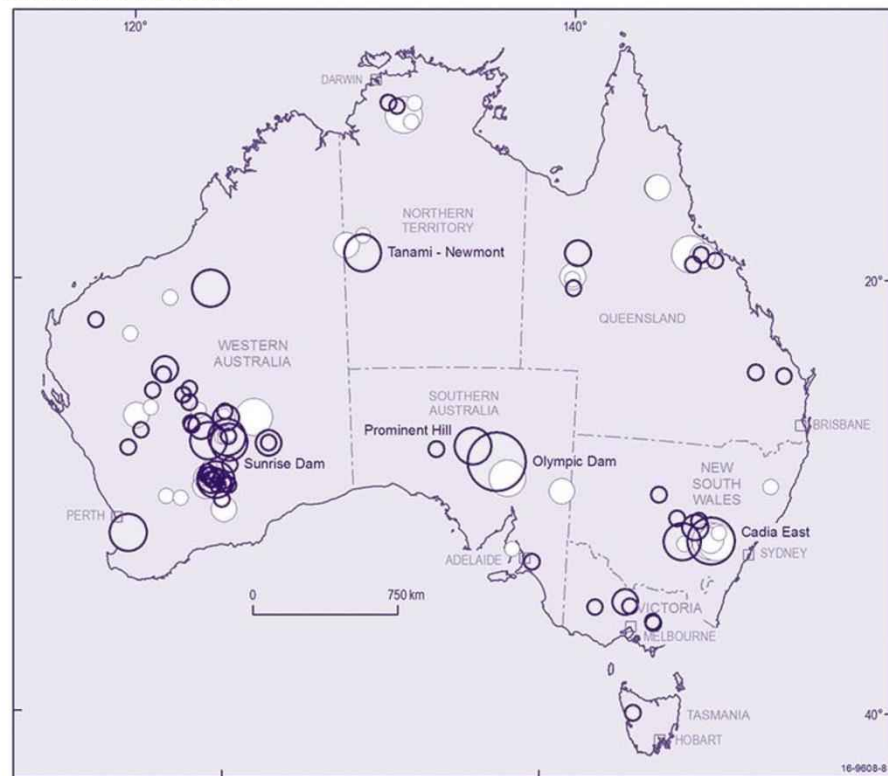 120°
140°
DARWIN
NORTHERN
TERRITORY
Tanami - Newmont
20°
QUEENSLAND
WESTERN
AUSTRALIA
SOUTHERN
AUSTRALIA
Prominent Hill
BRISBANE
Sunrise Dam
Olympic Dam
NEW
SOUTH
WALES
PERTH
Cadia East
SYDNEY
ADELAIDE
0 750 km
VICTORIA
MELBOURNE
TASMANIA
40°
HOBART
16-9608-8